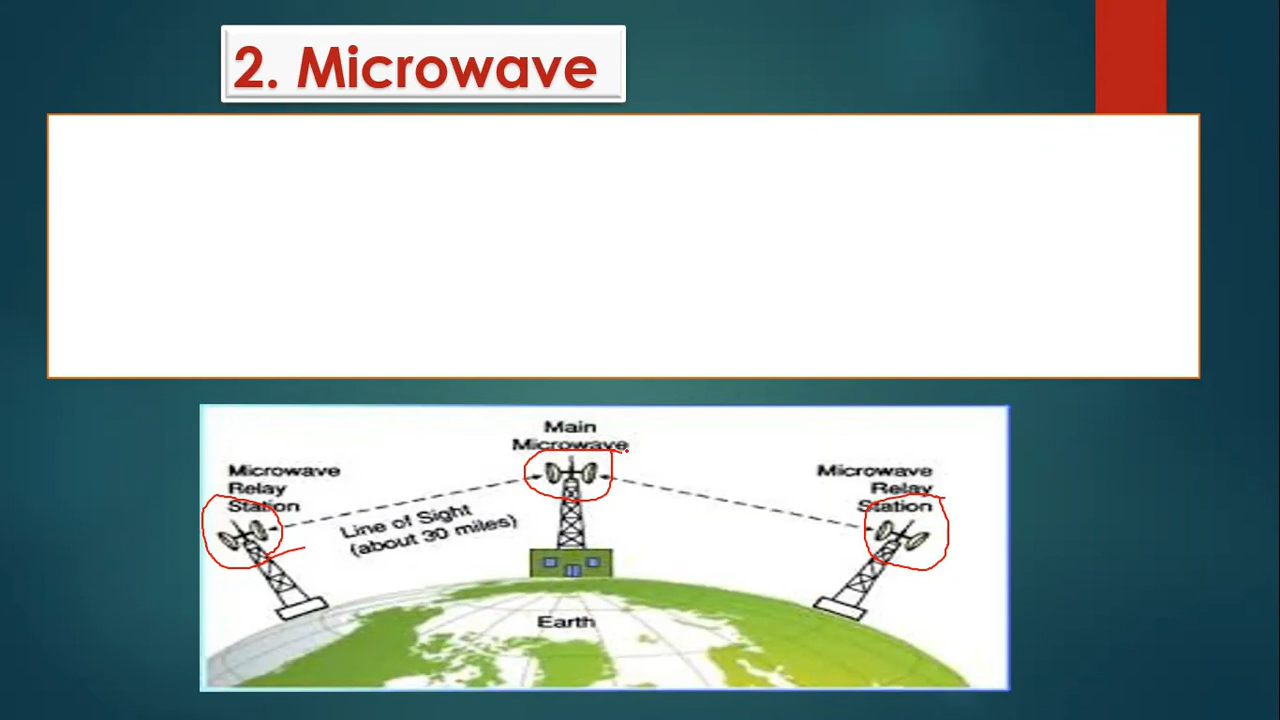 2. Microwave
Main
Microwave
Microwave
Relay
Station
Microwave
Relay
Station
Line of Sight
(about 30 miles)
Earth